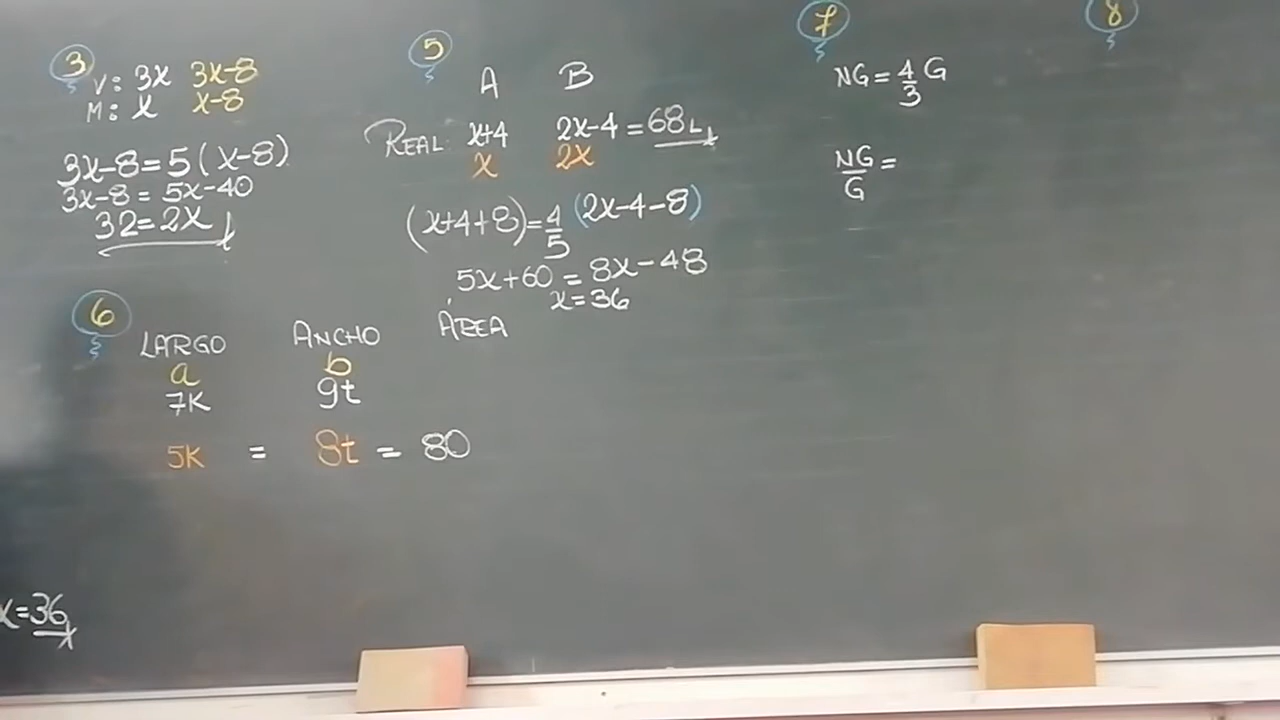 3
V: 3x 3x-8
M: x x-8
3x-8=5(x-8)
3x-8= 5x-40
32=2x
5
A B
REAL: x+4 2x-4=68L
x 2x
(x+4+8)=4/5 (2x-4-8)
5x+60=8x-48
x=36
6
LARGO ANCHO ÁREA
a b
7K 9t
5K = 8t = 80
x=36
7
NG=4/3 G
NG/G =
8